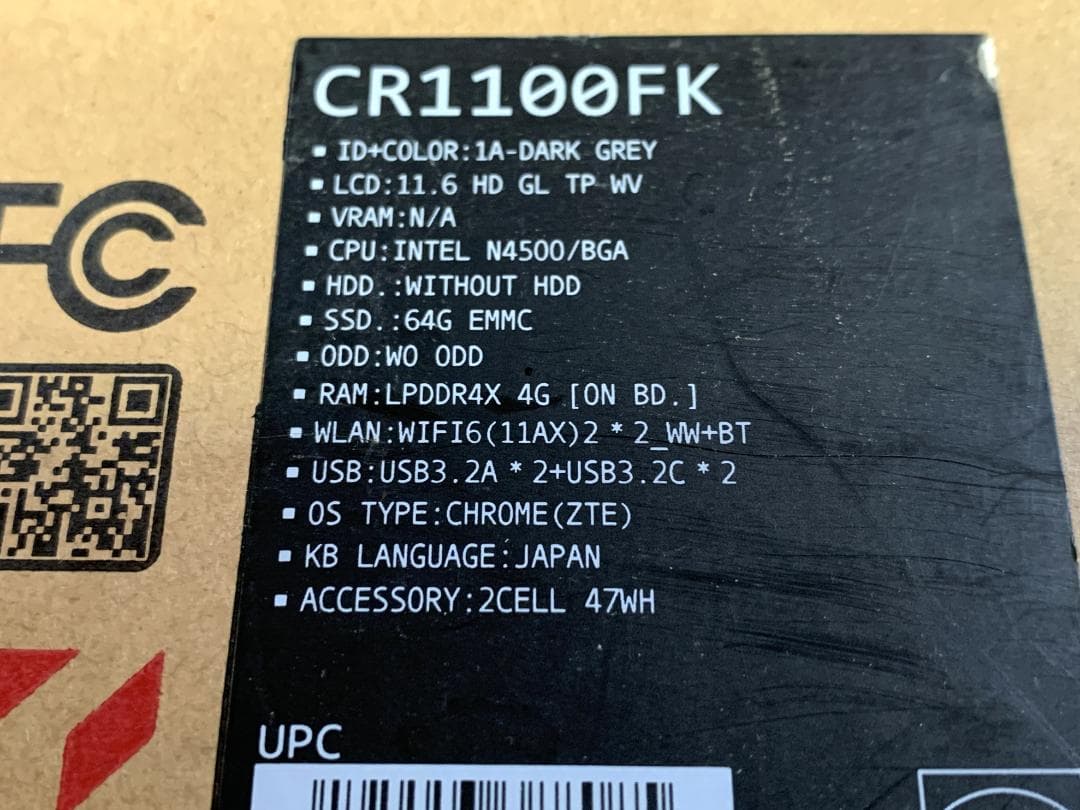 CR1100FK
▪ ID+COLOR:1A-DARK GREY
▪ LCD:11.6 HD GL TP WV
▪ VRAM:N/A
▪ CPU:INTEL N4500/BGA
▪ HDD.:WITHOUT HDD
▪ SSD.:64G EMMC
▪ ODD:WO ODD
▪ RAM:LPDDR4X 4G [ON BD.]
▪ WLAN:WIFI6(11AX)2*2_WW+BT
▪ USB:USB3.2A*2+USB3.2C*2
▪ OS TYPE:CHROME(ZTE)
▪ KB LANGUAGE:JAPAN
▪ ACCESSORY:2CELL 47WH
UPC